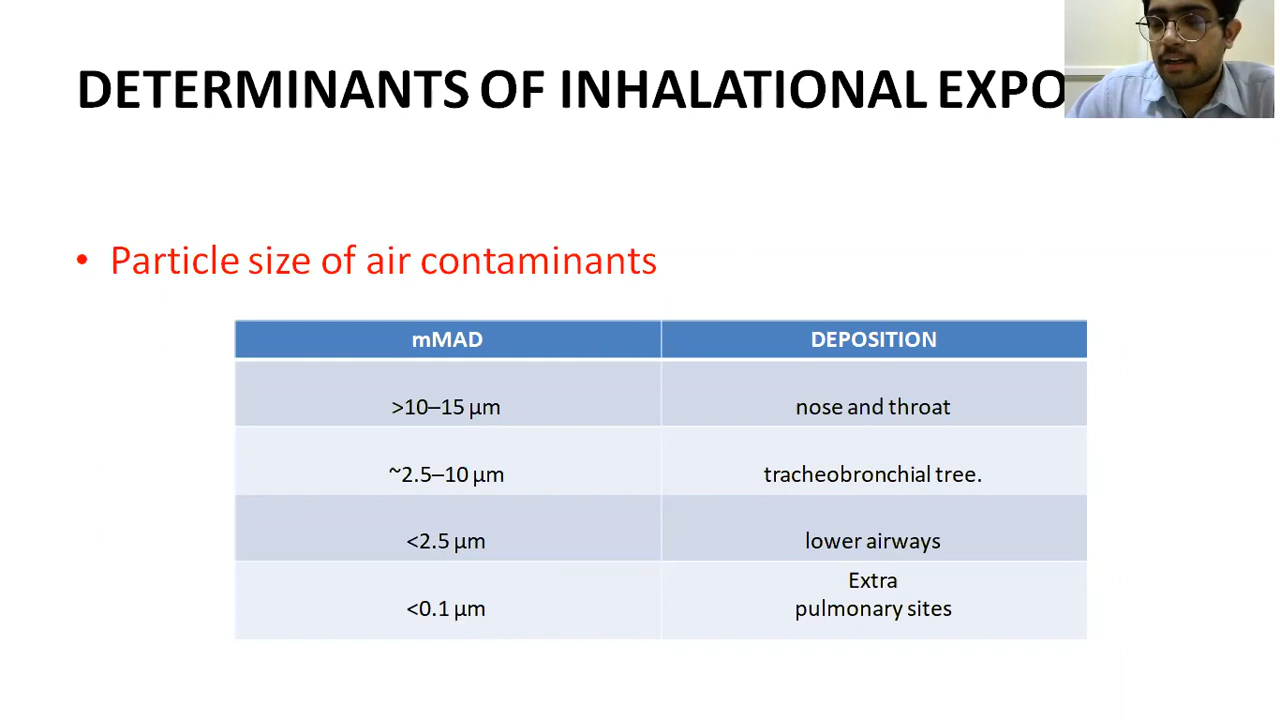 DETERMINANTS OF INHALATIONAL EXPO
• Particle size of air contaminants
mMAD DEPOSITION
>10–15 µm nose and throat
~2.5–10 µm tracheobronchial tree.
<2.5 µm lower airways
<0.1 µm Extra
pulmonary sites